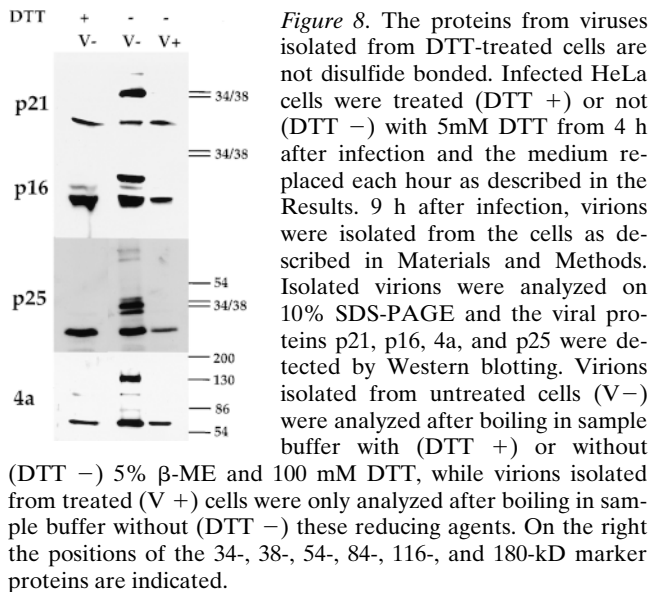 DTT + - -
V- V- V+
p21
34/38
34/38
p16
p25
54
34/38
4a
200
130
86
54
Figure 8. The proteins from viruses
isolated from DTT-treated cells are
not disulfide bonded. Infected HeLa
cells were treated (DTT +) or not
(DTT −) with 5mM DTT from 4 h
after infection and the medium re-
placed each hour as described in the
Results. 9 h after infection, virions
were isolated from the cells as de-
scribed in Materials and Methods.
Isolated virions were analyzed on
10% SDS-PAGE and the viral pro-
teins p21, p16, 4a, and p25 were de-
tected by Western blotting. Virions
isolated from untreated cells (V−)
were analyzed after boiling in sample
buffer with (DTT +) or without
(DTT −) 5% β-ME and 100 mM DTT, while virions isolated
from treated (V +) cells were only analyzed after boiling in sam-
ple buffer without (DTT −) these reducing agents. On the right
the positions of the 34-, 38-, 54-, 84-, 116-, and 180-kD marker
proteins are indicated.